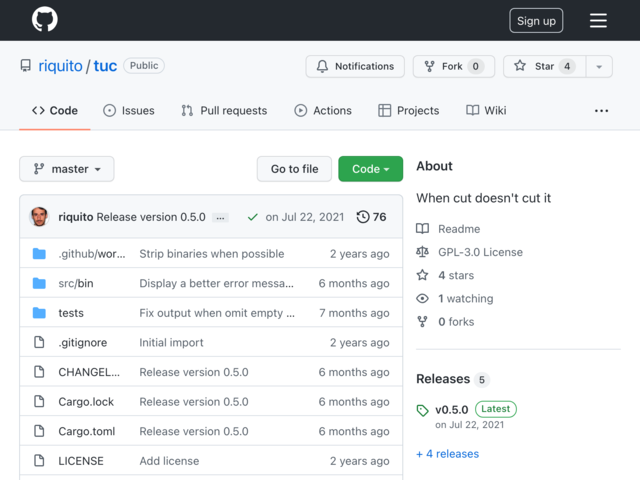 Sign up
riquito / tuc Public
Notifications
Fork 0
Star 4
Code
Issues
Pull requests
Actions
Projects
Wiki
master
Go to file
Code
riquito Release version 0.5.0 ... on Jul 22, 2021 76
.github/wor... Strip binaries when possible 2 years ago
src/bin Display a better error messa... 6 months ago
tests Fix output when omit empty ... 7 months ago
.gitignore Initial import 2 years ago
CHANGEL... Release version 0.5.0 6 months ago
Cargo.lock Release version 0.5.0 6 months ago
Cargo.toml Release version 0.5.0 6 months ago
LICENSE Add license 2 years ago
About
When cut doesn't cut it
Readme
GPL-3.0 License
4 stars
1 watching
0 forks
Releases 5
v0.5.0 Latest
on Jul 22, 2021
+ 4 releases